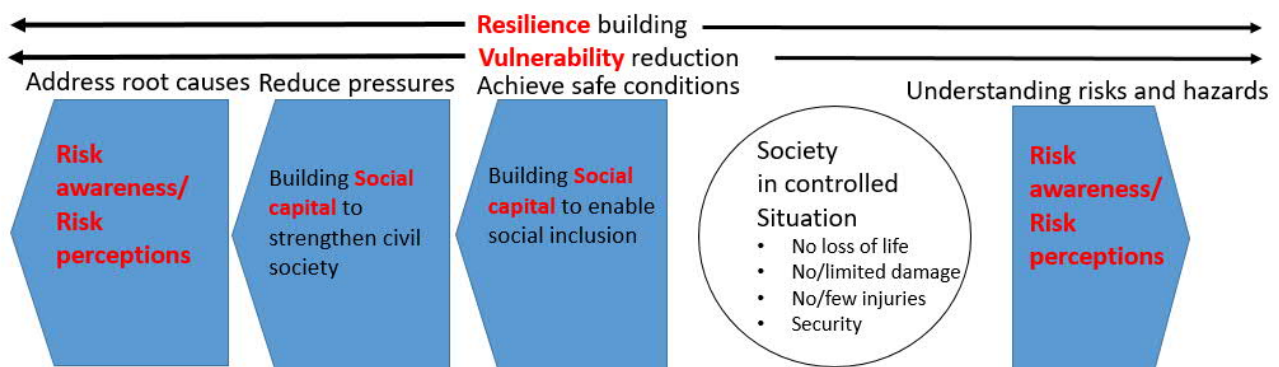 Resilience building
Vulnerability reduction
Address root causes
Reduce pressures
Achieve safe conditions
Understanding risks and hazards
Risk
awareness/
Risk
perceptions
Building Social
capital to
strengthen civil
society
Building Social
capital to enable
social inclusion
Society
in controlled
Situation
• No loss of life
• No/limited damage
• No/few injuries
• Security
Risk
awareness/
Risk
perceptions